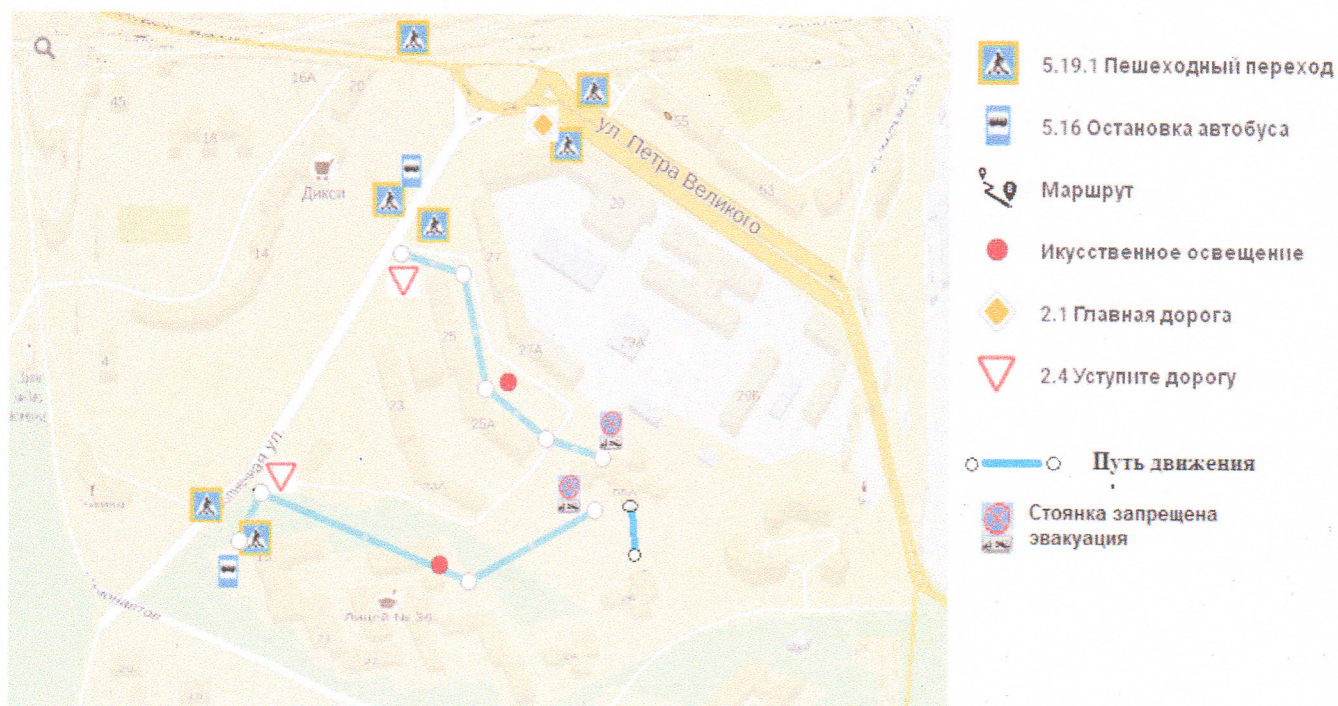 16А
20
45
18
Дикси
ул. Петра Великого
55
63
14
27
20
4
25
27А
29А
23
25А
29Б
Лицей № 36
5.19.1 Пешеходный переход
5.16 Остановка автобуса
Маршрут
Икусственное освещение
2.1 Главная дорога
2.4 Уступите дорогу
Путь движения
Стоянка запрещена
эвакуация